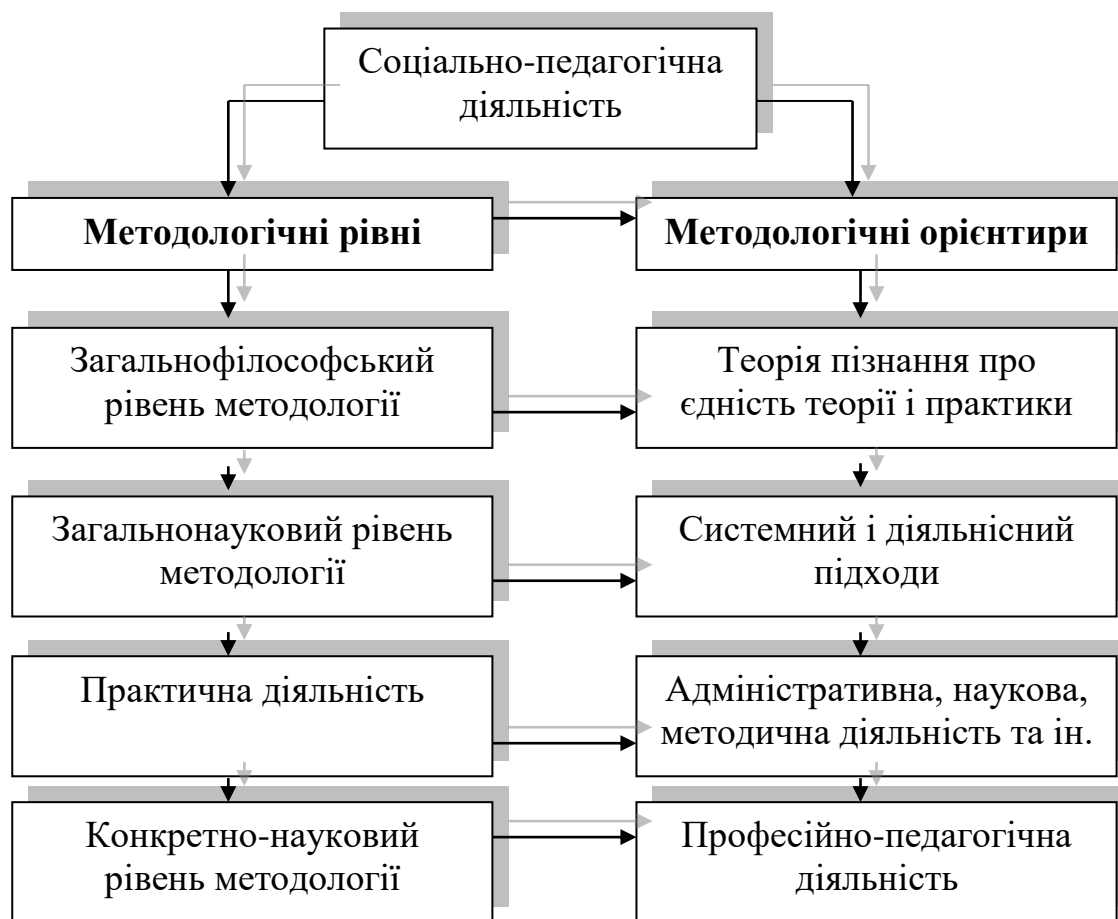 Соціально-педагогічна
діяльність
Методологічні рівні
Методологічні орієнтири
Загальнофілософський
рівень методології
Теорія пізнання про
єдність теорії і практики
Загальнонауковий рівень
методології
Системний і діяльнісний
підходи
Практична діяльність
Адміністративна, наукова,
методична діяльність та ін.
Конкретно-науковий
рівень методології
Професійно-педагогічна
діяльність